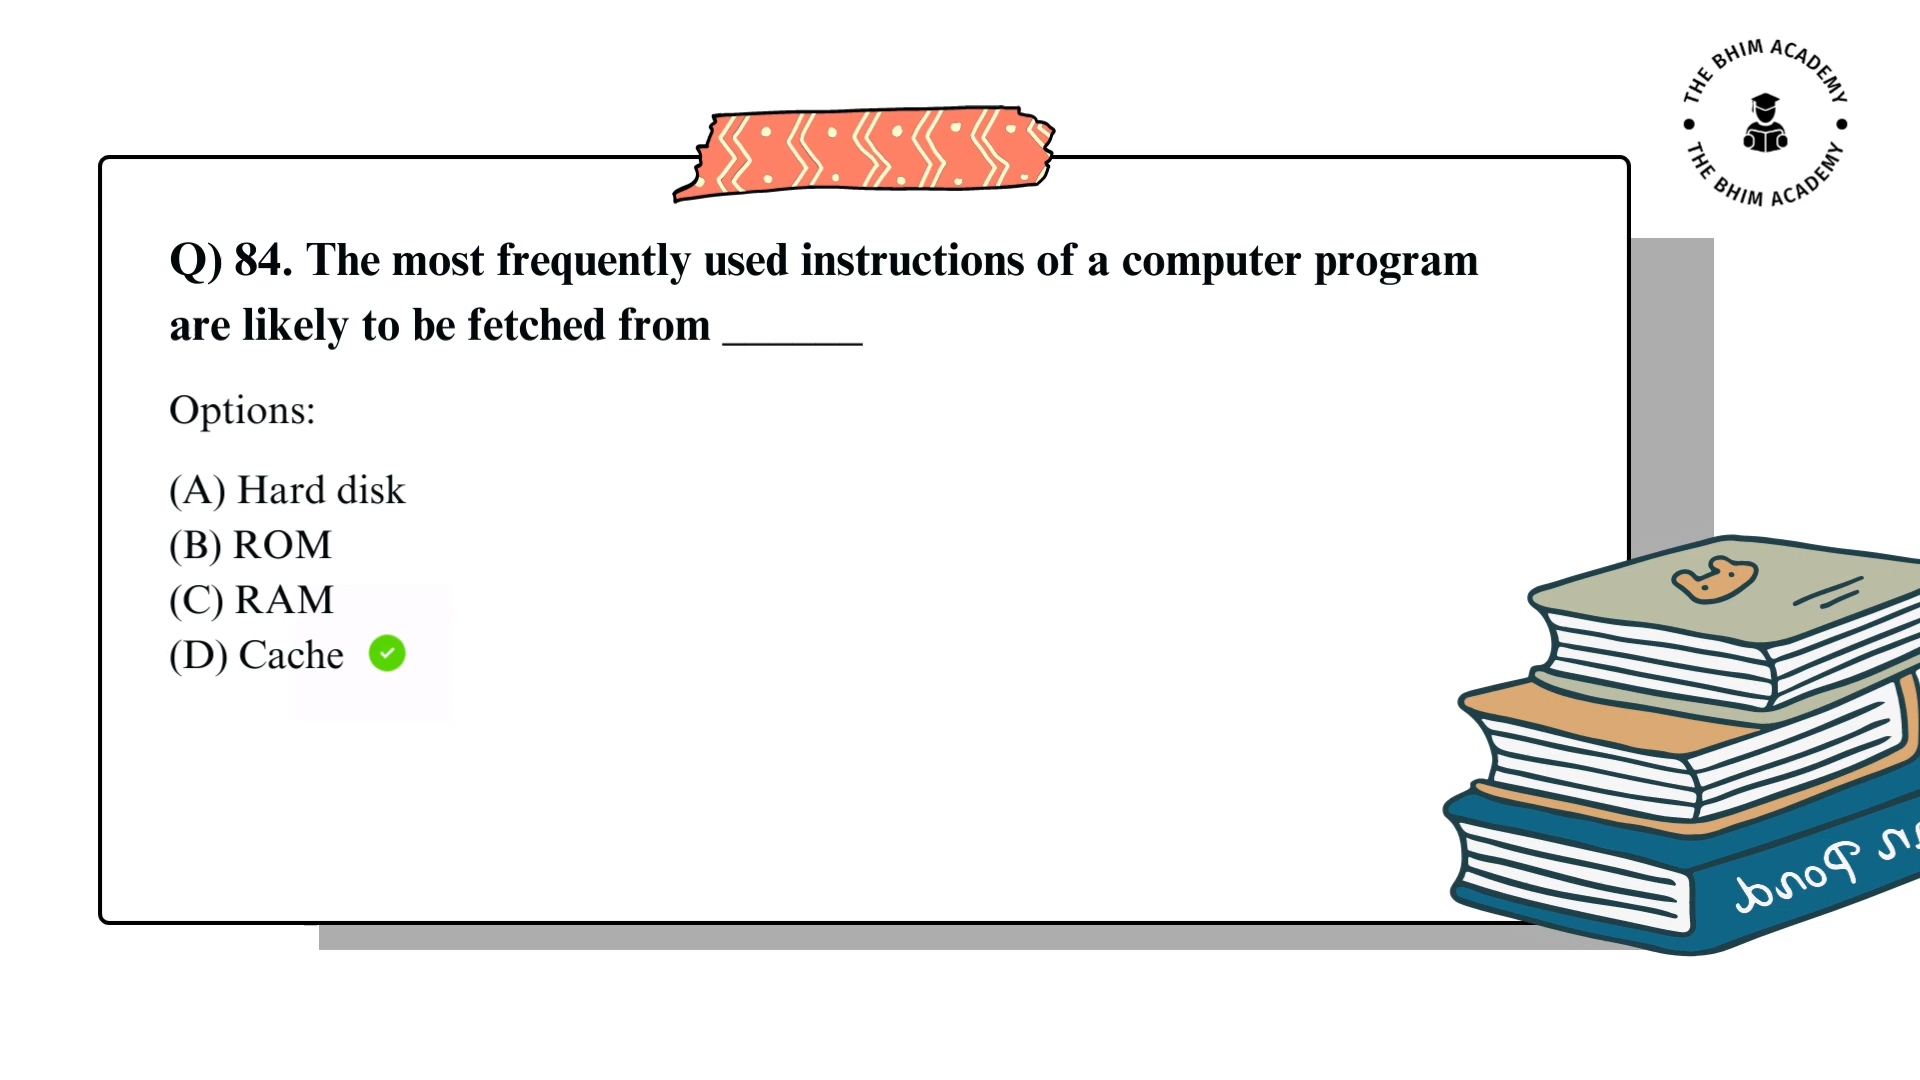 THE BHIM ACADEMY
THE BHIM ACADEMY
Q) 84. The most frequently used instructions of a computer program
are likely to be fetched from ______
Options:
(A) Hard disk
(B) ROM
(C) RAM
(D) Cache
Pond